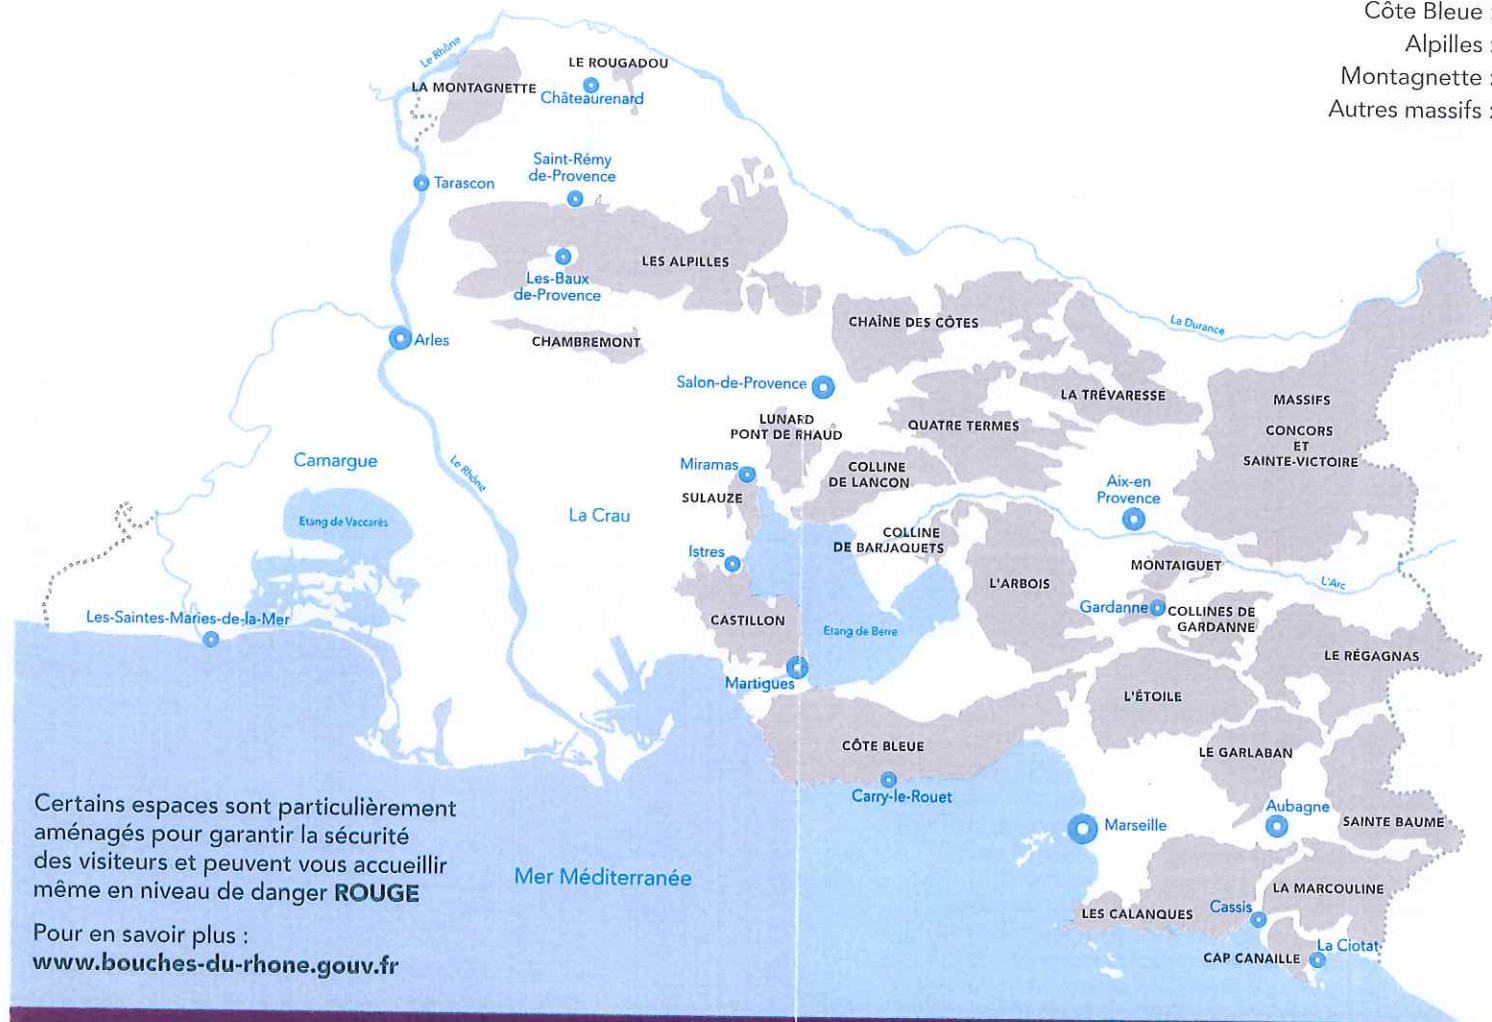 Côte Bleue :
Alpilles :
Montagnette :
Autres massifs :
Le Rhône
LE ROUGADOU
LA MONTAGNETTE
Châteaurenard
Saint-Rémy
de-Provence
Tarascon
LES ALPILLES
Les-Baux
de-Provence
CHAÎNE DES CÔTES
La Durance
Arles
CHAMBREMONT
Salon-de-Provence
LA TRÉVARESSE
MASSIFS
CONCORS
ET
SAINTE-VICTOIRE
LUNARD
PONT DE RHAUD
QUATRE TERMES
Camargue
Le Rhône
Miramas
COLLINE
DE LANCON
SULAUZE
Aix-en
Provence
Etang de Vaccarès
La Crau
COLLINE
DE BARJAQUETS
Istres
L'ARBOIS
MONTAIGUET
L'Arc
Les-Saintes-Maries-de-la-Mer
CASTILLON
Etang de Berre
Gardanne
COLLINES DE
GARDANNE
LE RÉGAGNAS
Martigues
L'ÉTOILE
CÔTE BLEUE
LE GARLABAN
Carry-le-Rouet
Marseille
Aubagne
SAINTE BAUME
Certains espaces sont particulièrement
aménagés pour garantir la sécurité
des visiteurs et peuvent vous accueillir
même en niveau de danger ROUGE
Mer Méditerranée
LA MARCOULINE
LES CALANQUES
Cassis
Pour en savoir plus :
www.bouches-du-rhone.gouv.fr
CAP CANAILLE
La Ciotat